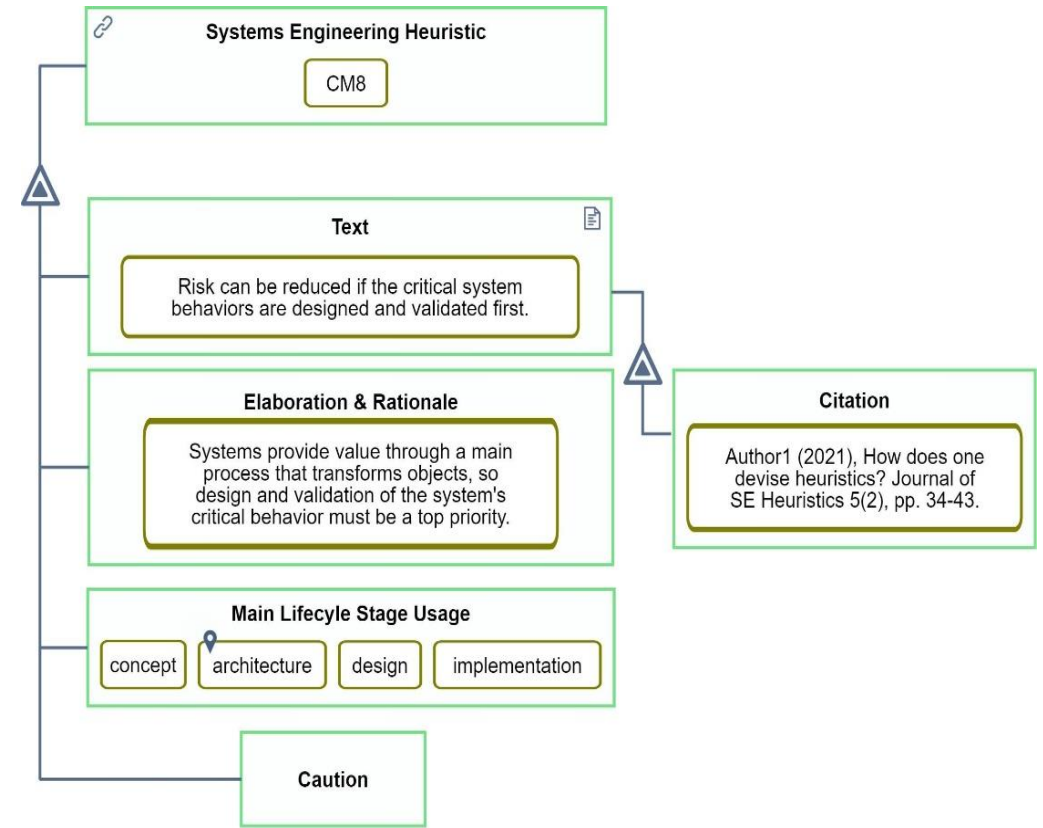 Systems Engineering Heuristic
CM8
Text
Risk can be reduced if the critical system
behaviors are designed and validated first.
Elaboration & Rationale
Systems provide value through a main
process that transforms objects, so
design and validation of the system's
critical behavior must be a top priority.
Citation
Author1 (2021), How does one
devise heuristics? Journal of
SE Heuristics 5(2), pp. 34-43.
Main Lifecyle Stage Usage
concept architecture design implementation
Caution